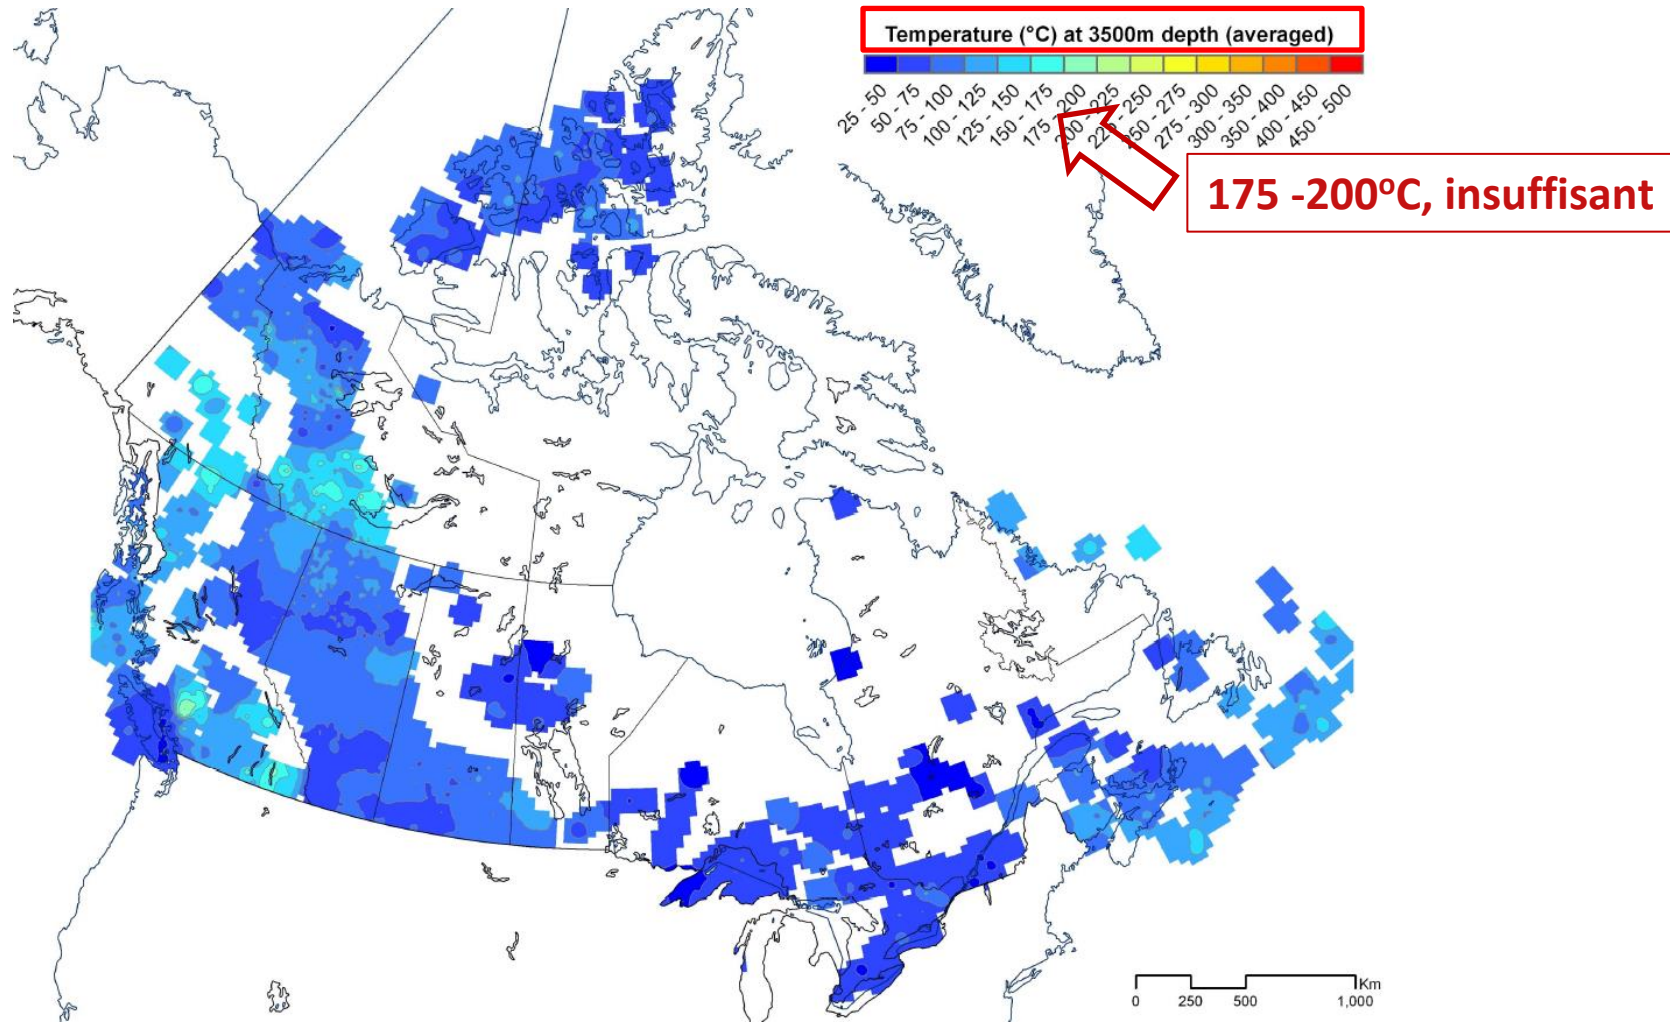 Temperature (°C) at 3500m depth (averaged)
25 - 50
50 - 75
75 - 100
100 - 125
125 - 150
150 - 175
175 - 200
200 - 225
225 - 250
250 - 275
275 - 300
300 - 350
350 - 400
400 - 450
450 - 500
175 -200ºC, insuffisant
Km
0 250 500 1,000